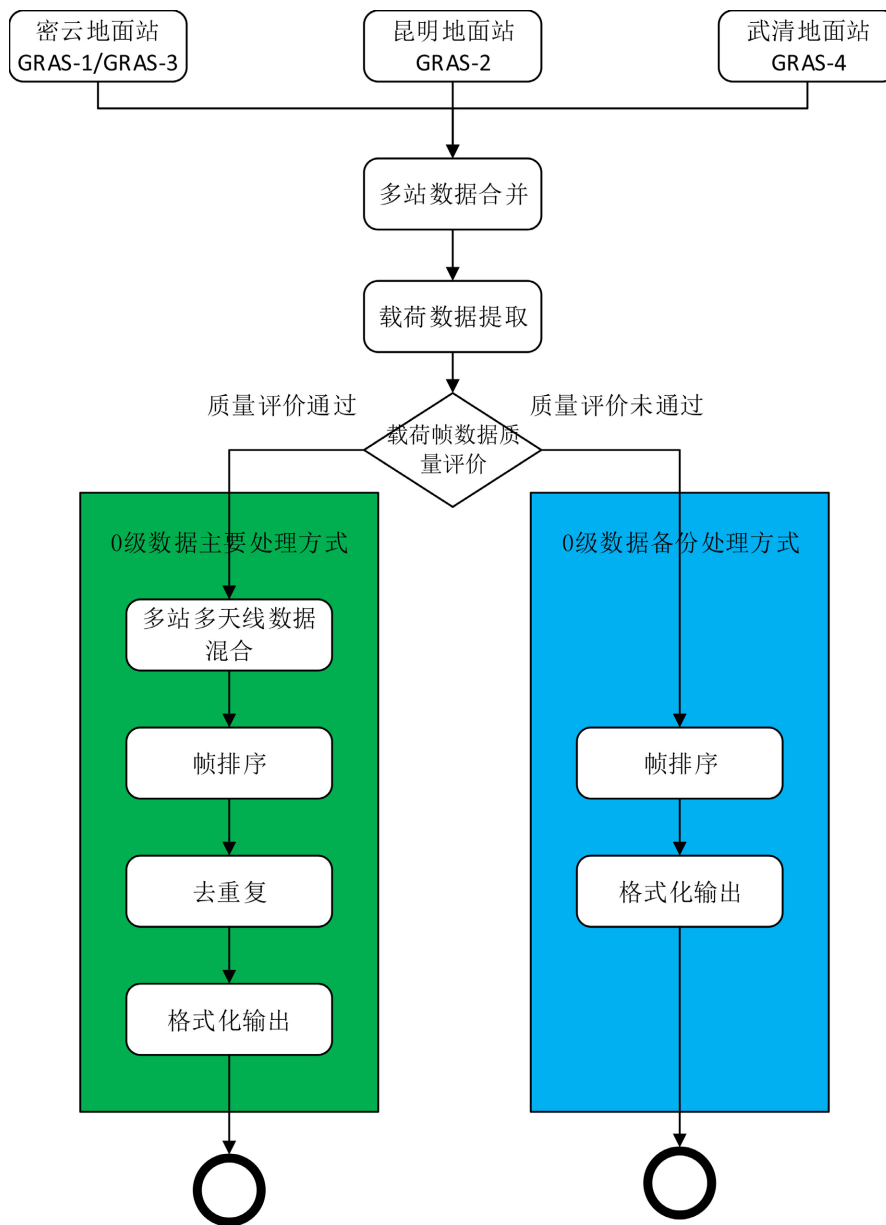 密云地面站
GRAS-1/GRAS-3
昆明地面站
GRAS-2
武清地面站
GRAS-4
多站数据合并
载荷数据提取
质量评价通过
质量评价未通过
载荷帧数据质
量评价
0级数据主要处理方式
0级数据备份处理方式
多站多天线数据
混合
帧排序
帧排序
去重复
格式化输出
格式化输出